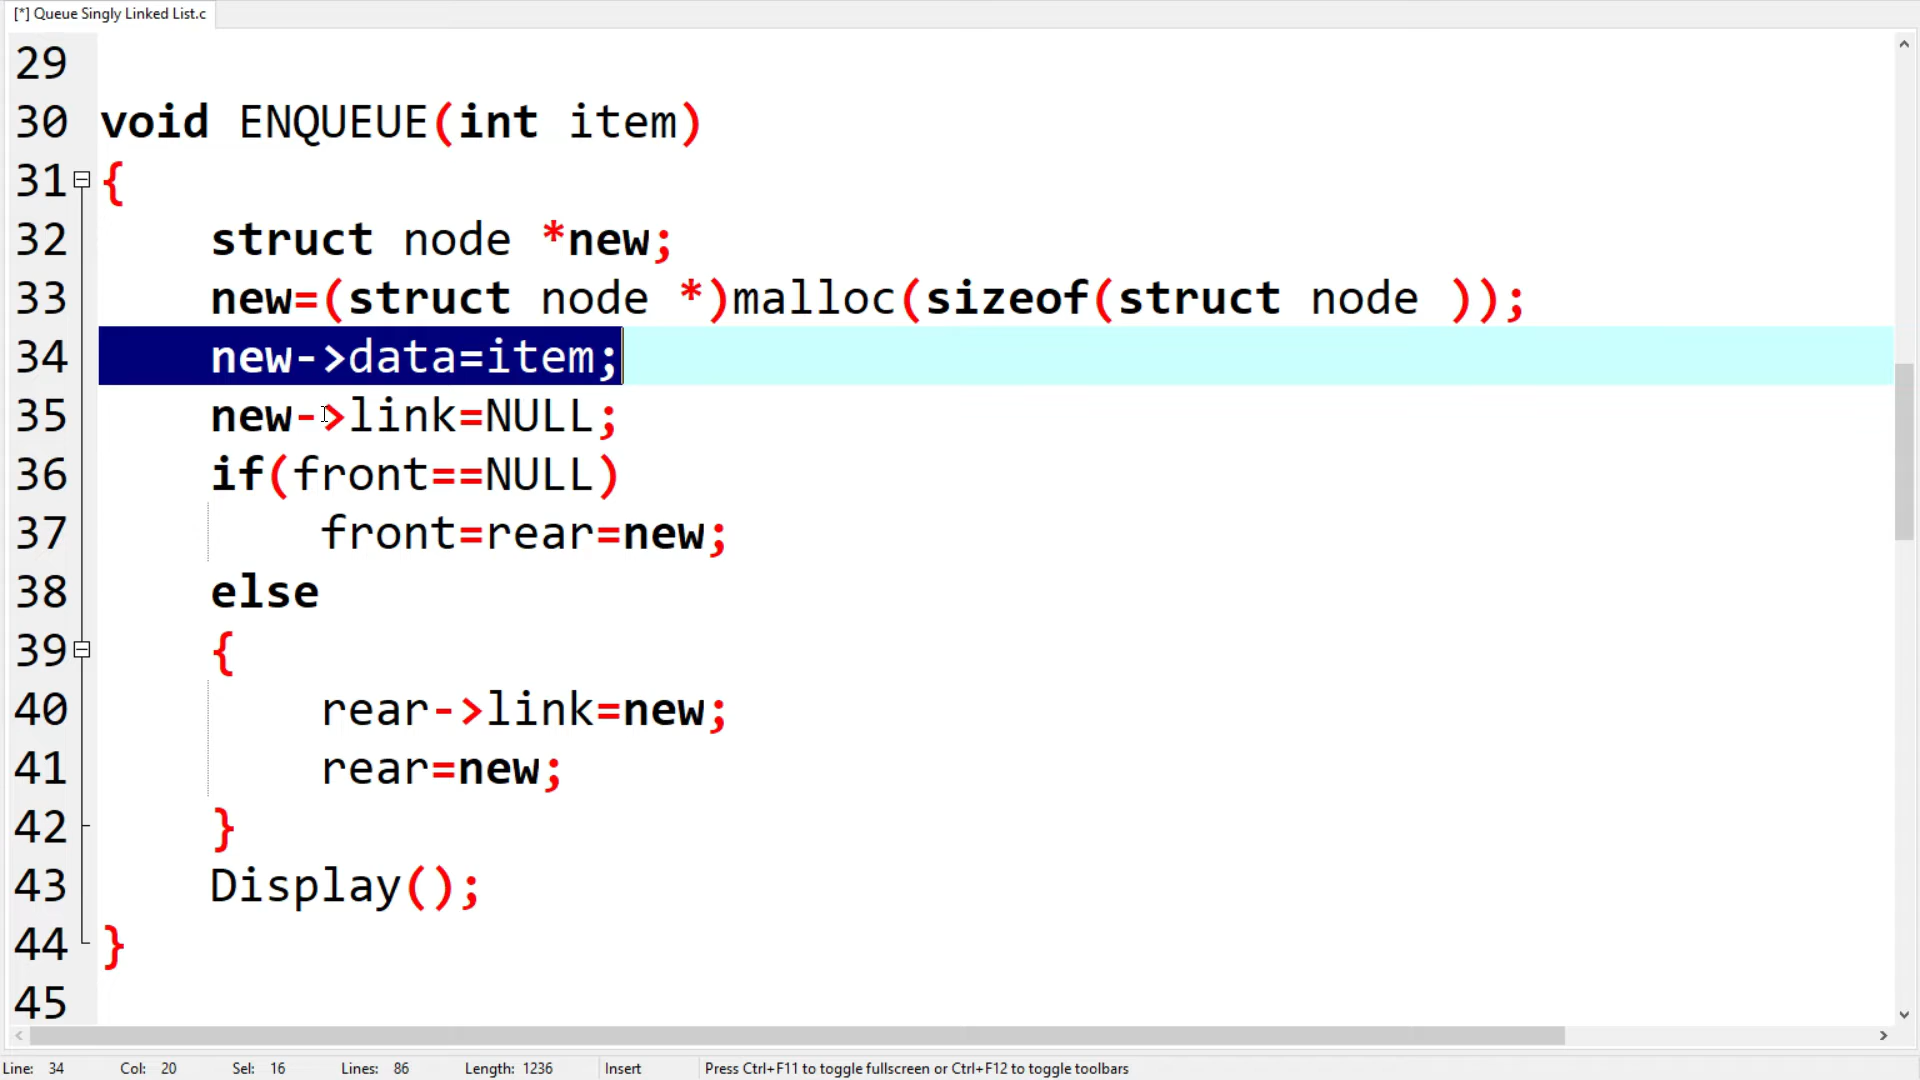 [*] Queue Singly Linked List.c
29
30 void ENQUEUE(int item)
31 {
32 struct node *new;
33 new=(struct node *)malloc(sizeof(struct node ));
34 new->data=item;
35 new->link=NULL;
36 if(front==NULL)
37 front=rear=new;
38 else
39 {
40 rear->link=new;
41 rear=new;
42 }
43 Display();
44 }
45
Line: 34 Col: 20 Sel: 16 Lines: 86 Length: 1236 Insert Press Ctrl+F11 to toggle fullscreen or Ctrl+F12 to toggle toolbars